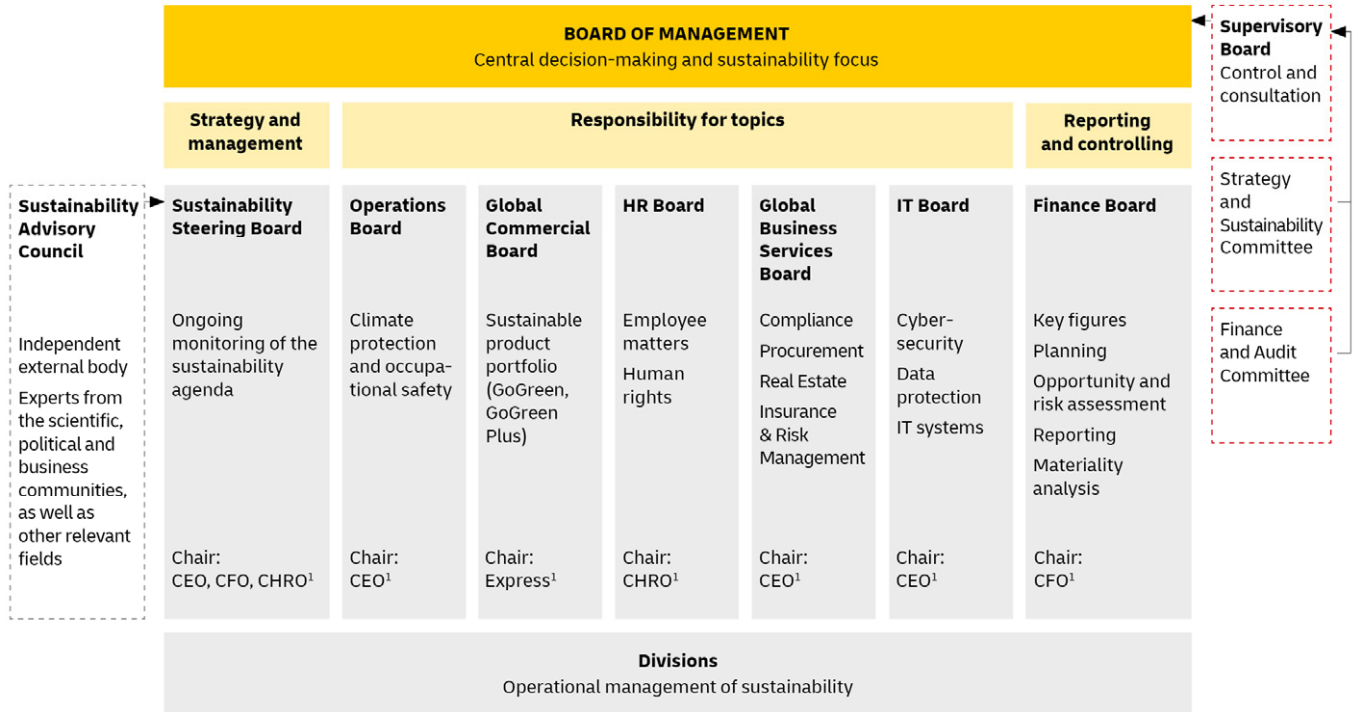 BOARD OF MANAGEMENT
Central decision-making and sustainability focus
Supervisory
Board
Control and
consultation
Strategy and
management
Responsibility for topics
Reporting
and controlling
Strategy
and
Sustainability
Committee
Finance
and Audit
Committee
Sustainability
Advisory
Council
Independent
external body
Experts from
the scientific,
political and
business
communities,
as well as
other relevant
fields
Sustainability
Steering Board
Ongoing
monitoring of the
sustainability
agenda
Chair:
CEO, CFO, CHRO¹
Operations
Board
Climate
protection
and occupa-
tional safety
Chair:
CEO¹
Global
Commercial
Board
Sustainable
product
portfolio
(GoGreen,
GoGreen
Plus)
Chair:
Express¹
HR Board
Employee
matters
Human
rights
Chair:
CHRO¹
Global
Business
Services
Board
Compliance
Procurement
Real Estate
Insurance
& Risk
Management
Chair:
CEO¹
IT Board
Cyber-
security
Data
protection
IT systems
Chair:
CEO¹
Finance Board
Key figures
Planning
Opportunity and
risk assessment
Reporting
Materiality
analysis
Chair:
CFO¹
Divisions
Operational management of sustainability